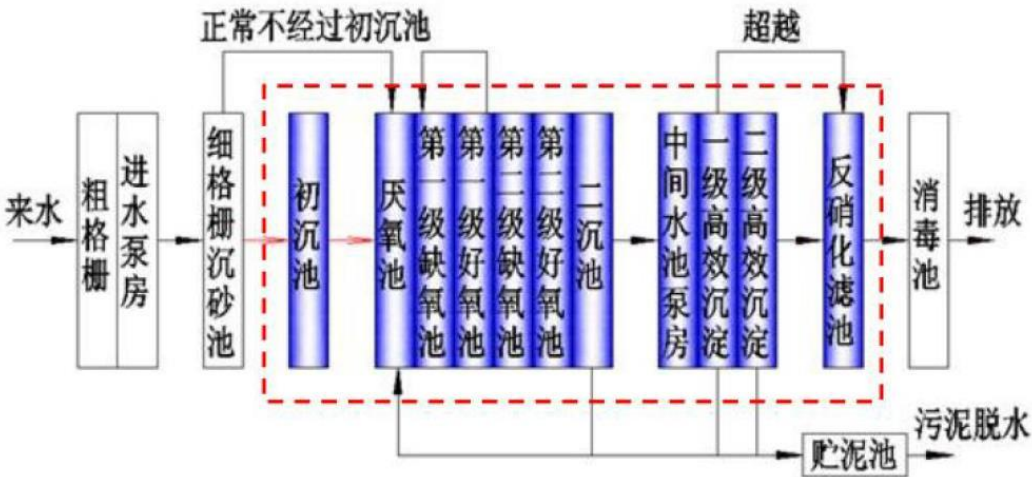 正常不经过初沉池
超越
来水
粗格栅
进水泵房
细格栅沉砂池
初沉池
厌氧池
第一级缺氧池
第一级好氧池
第二级缺氧池
第二级好氧池
二沉池
中间水池泵房
一级高效沉淀
二级高效沉淀
反硝化滤池
消毒池
排放
贮泥池
污泥脱水